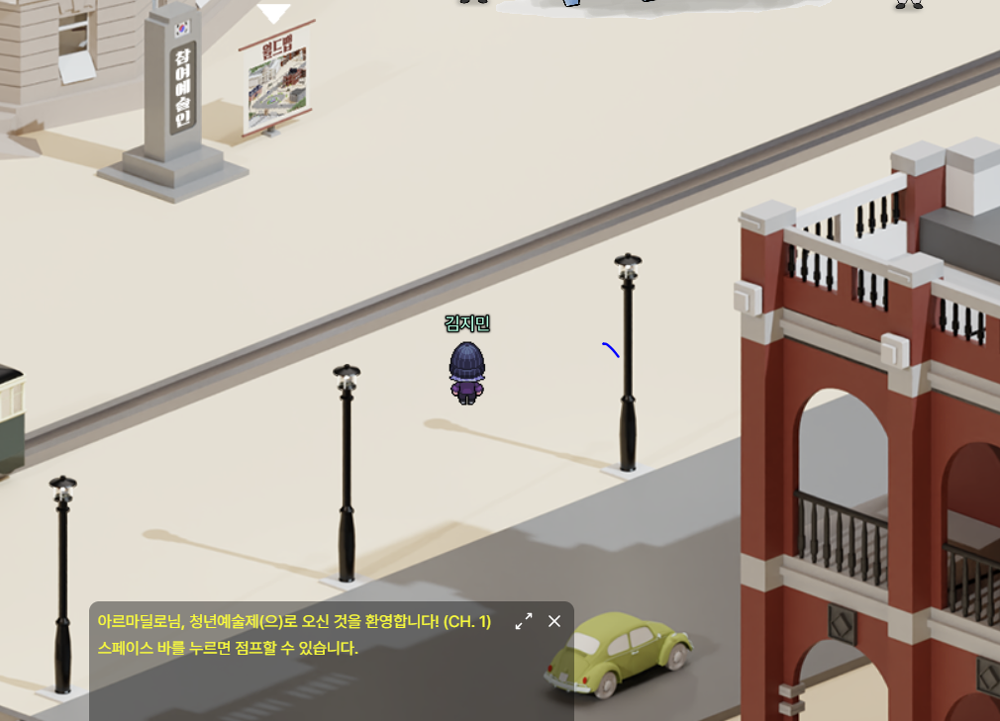 참여예술인
월드맵
김지민
아르마딜로님, 청년예술제(으)로 오신 것을 환영합니다! (CH. 1)
스페이스 바를 누르면 점프할 수 있습니다.